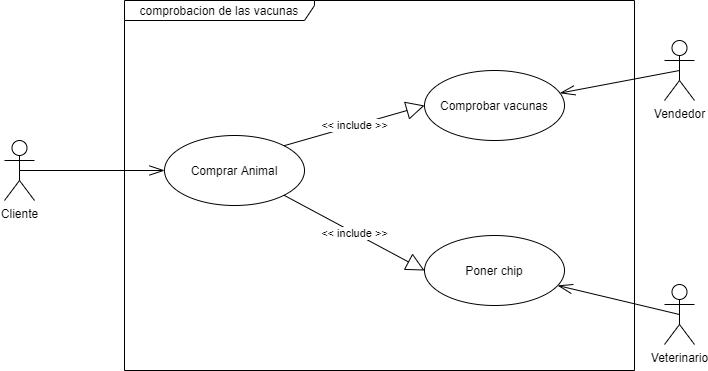 comprobacion de las vacunas
Comprobar vacunas
Vendedor
<< include >>
Comprar Animal
Cliente
<< include >>
Poner chip
Veterinario